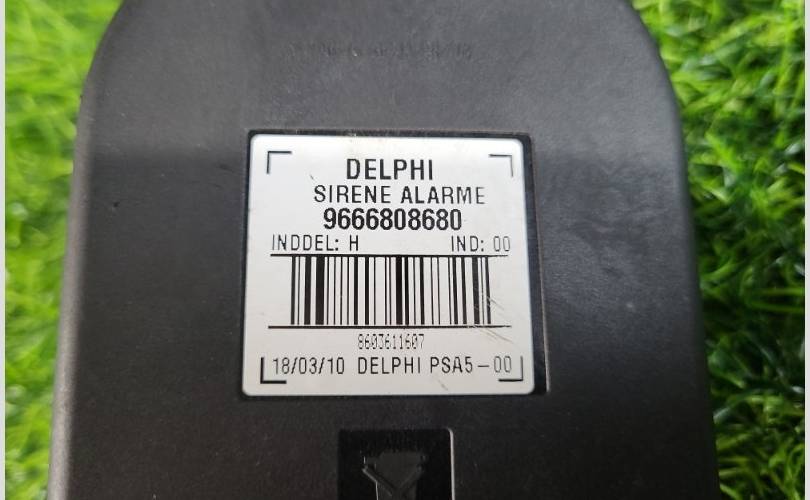 DELPHI
SIRENE ALARME
9666808680
INDDEL: H IND: 00
8603611607
18/03/10 DELPHI PSA5-00